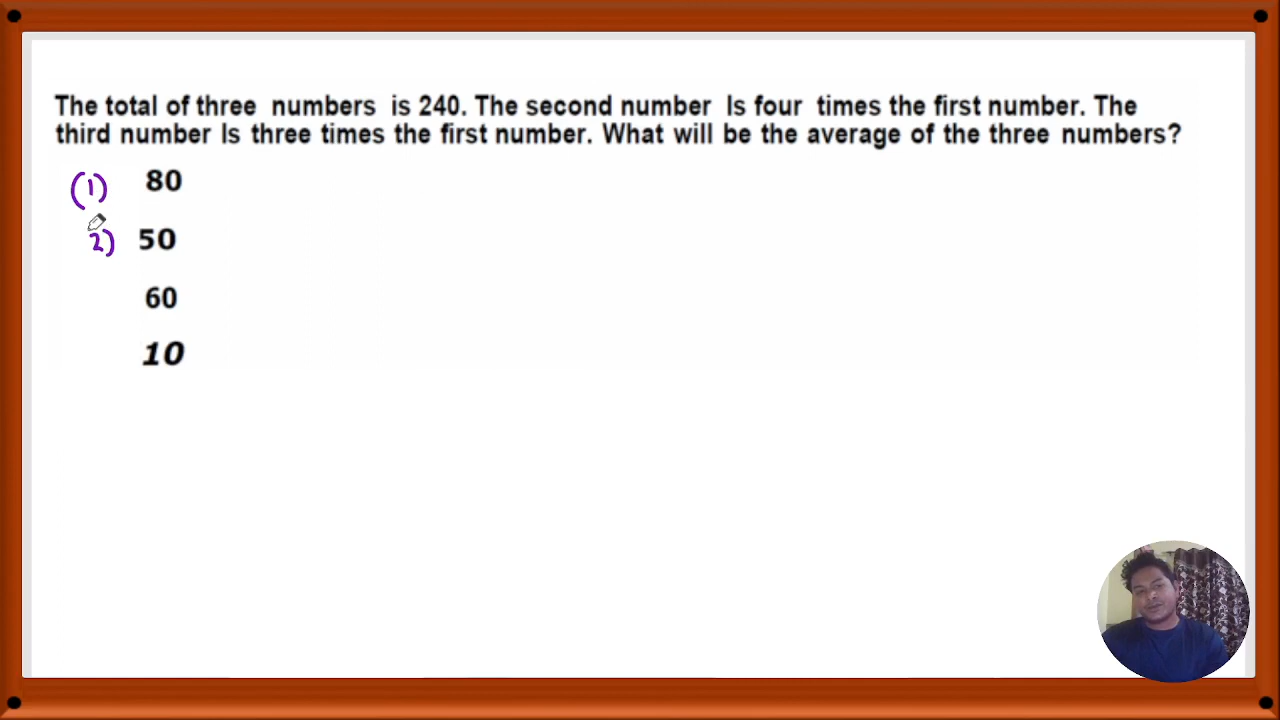 The total of three numbers is 240. The second number Is four times the first number. The
third number Is three times the first number. What will be the average of the three numbers?
(1) 80
2) 50
60
10